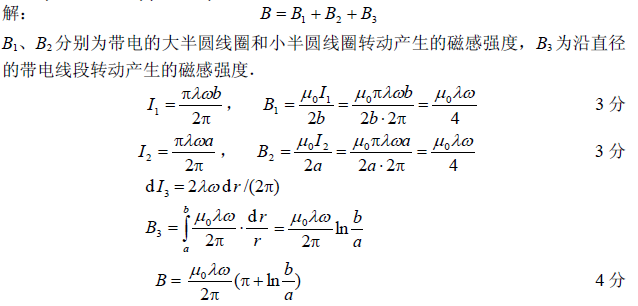 解： B = B₁ + B₂ + B₃
B₁、B₂分别为带电的大半圆线圈和小半圆线圈转动产生的磁感强度，B₃为沿直径
的带电线段转动产生的磁感强度．
I₁ = πλωb/2π ， B₁ = μ₀I₁/2b = μ₀πλωb/2b·2π = μ₀λω/4 3 分
I₂ = πλωa/2π ， B₂ = μ₀I₂/2a = μ₀πλωa/2a·2π = μ₀λω/4 3 分
dI₃ = 2λω dr/(2π)
B₃ = ∫ₐᵇ μ₀λω/2π · dr/r = μ₀λω/2π ln b/a
B = μ₀λω/2π (π + ln b/a) 4 分